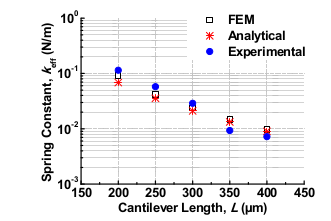 10⁰
FEM
Analytical
Experimental
10⁻¹
10⁻²
10⁻³
Spring Constant, k_eff (N/m)
150 200 250 300 350 400 450
Cantilever Length, L (μm)